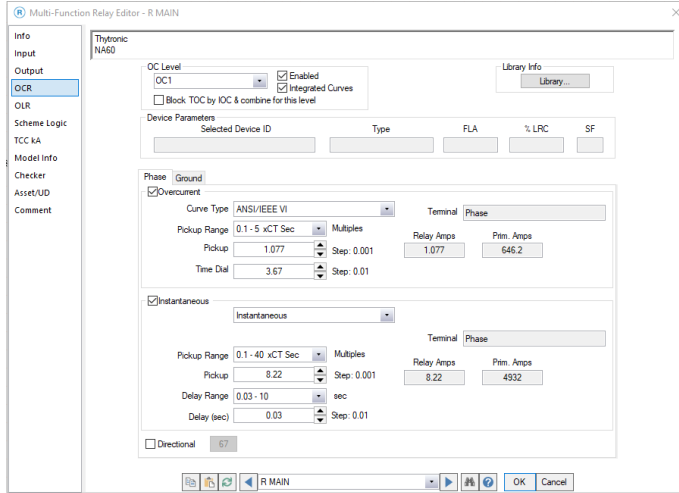 Multi-Function Relay Editor - R MAIN
Info
Input
Output
OCR
OLR
Scheme Logic
TCC kA
Model Info
Checker
Asset/UD
Comment
Thytronic
NA60
OC Level
OC1
Enabled
Integrated Curves
Block TOC by IOC & combine for this level
Library Info
Library...
Device Parameters
Selected Device ID Type FLA % LRC SF
Phase Ground
Overcurrent
Curve Type ANSI/IEEE VI Terminal Phase
Pickup Range 0.1 - 5 xCT Sec Multiples Relay Amps Prim. Amps
Pickup 1.077 Step: 0.001 1.077 646.2
Time Dial 3.67 Step: 0.01
Instantaneous
Instantaneous
Terminal Phase
Pickup Range 0.1 - 40 xCT Sec Multiples Relay Amps Prim. Amps
Pickup 8.22 Step: 0.001 8.22 4932
Delay Range 0.03 - 10 sec
Delay (sec) 0.03 Step: 0.01
Directional 67
R MAIN OK Cancel